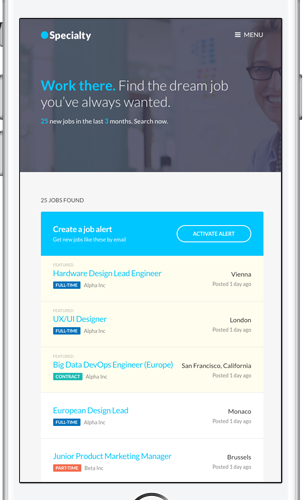 Specialty
MENU
Work there. Find the dream job
you've always wanted.
25 new jobs in the last 3 months. Search now.
25 JOBS FOUND
Create a job alert
Get new jobs like these by email
ACTIVATE ALERT
FEATURED
Hardware Design Lead Engineer
Vienna
FULL-TIME Alpha Inc
Posted 1 day ago
FEATURED
UX/UI Designer
London
FULL-TIME Alpha Inc
Posted 1 day ago
FEATURED
Big Data DevOps Engineer (Europe)
San Francisco, California
CONTRACT Alpha Inc
Posted 1 day ago
European Design Lead
Monaco
FULL-TIME Alpha Inc
Posted 1 day ago
Junior Product Marketing Manager
Brussels
PART-TIME Beta Inc
Posted 1 day ago